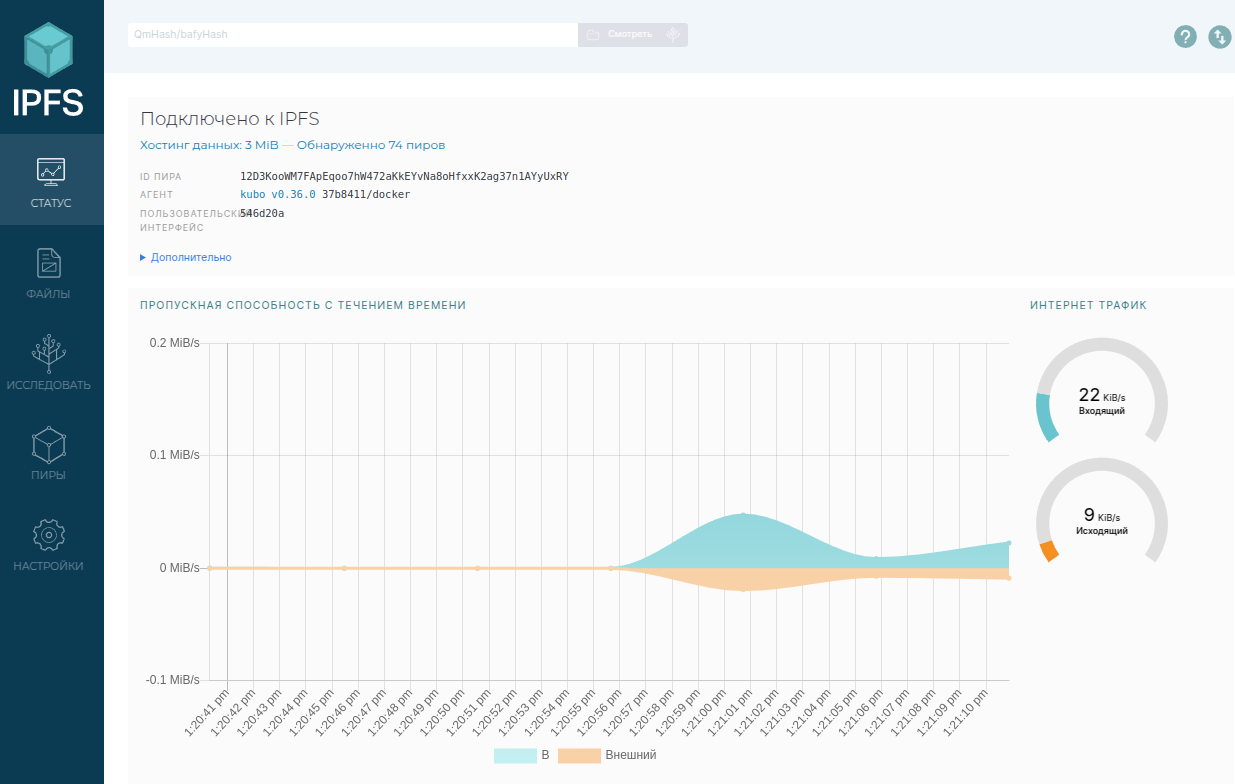 IPFS
СТАТУС
ФАЙЛЫ
ИССЛЕДОВАТЬ
ПИРЫ
НАСТРОЙКИ
QmHash/bafyHash
Смотреть
?
Подключено к IPFS
Хостинг данных: 3 MiB — Обнаруженно 74 пиров
ID ПИРА 12D3KooWM7FApEqoo7hW472aKkEYvNa8oHfxxK2ag37n1AYyUxRY
АГЕНТ kubo v0.36.0 37b8411/docker
ПОЛЬЗОВАТЕЛЬСКИЙ 546d20a
ИНТЕРФЕЙС
Дополнительно
ПРОПУСКНАЯ СПОСОБНОСТЬ С ТЕЧЕНИЕМ ВРЕМЕНИ
0.2 MiB/s
0.1 MiB/s
0 MiB/s
-0.1 MiB/s
1:20:41 pm
1:20:42 pm
1:20:43 pm
1:20:44 pm
1:20:45 pm
1:20:46 pm
1:20:47 pm
1:20:48 pm
1:20:49 pm
1:20:50 pm
1:20:51 pm
1:20:52 pm
1:20:53 pm
1:20:54 pm
1:20:55 pm
1:20:56 pm
1:20:57 pm
1:20:58 pm
1:20:59 pm
1:21:00 pm
1:21:01 pm
1:21:02 pm
1:21:03 pm
1:21:04 pm
1:21:05 pm
1:21:06 pm
1:21:07 pm
1:21:08 pm
1:21:09 pm
1:21:10 pm
В Внешний
ИНТЕРНЕТ ТРАФИК
22 KiB/s
Входящий
9 KiB/s
Исходящий